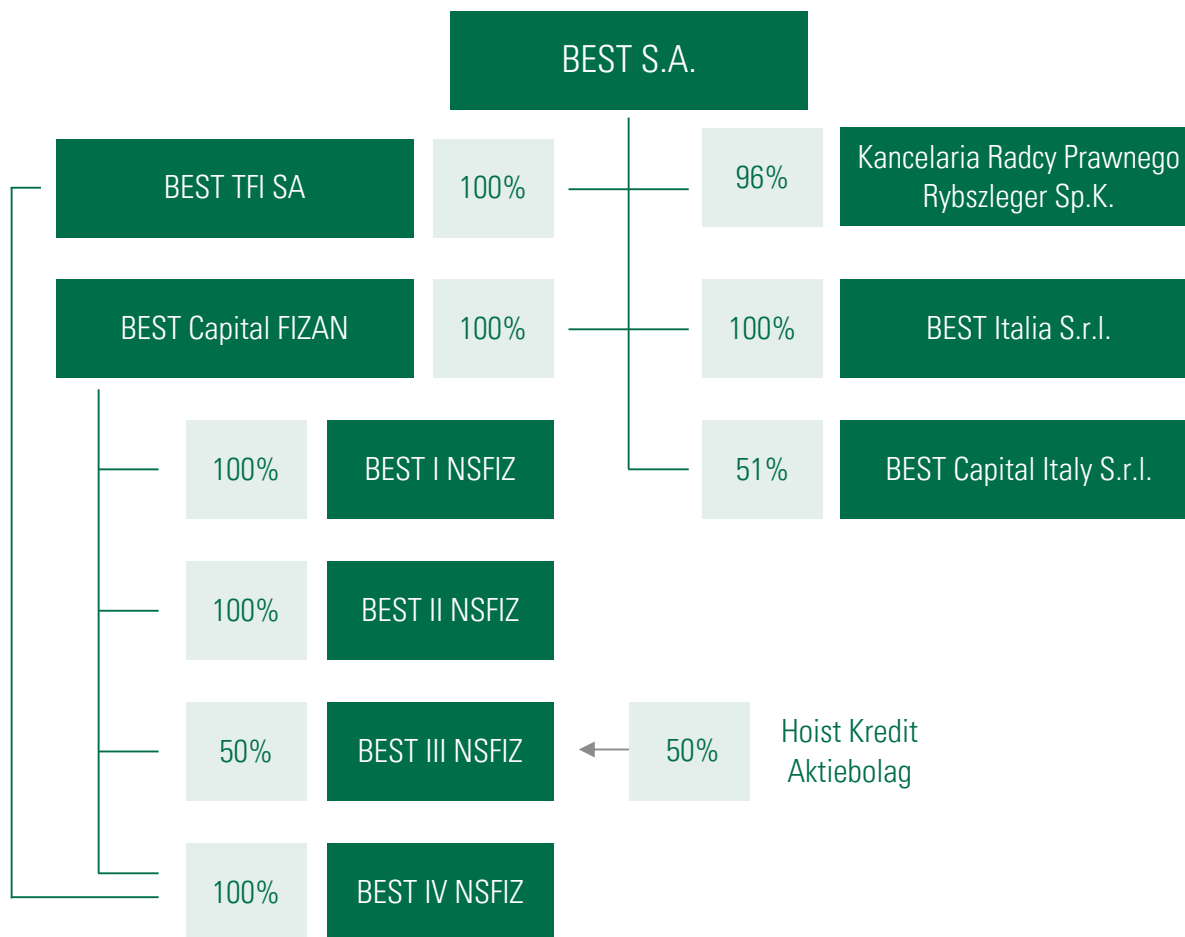 BEST S.A.
BEST TFI SA
100%
96%
Kancelaria Radcy Prawnego
Rybszleger Sp.K.
BEST Capital FIZAN
100%
100%
BEST Italia S.r.l.
100%
BEST I NSFIZ
51%
BEST Capital Italy S.r.l.
100%
BEST II NSFIZ
50%
BEST III NSFIZ
50%
Hoist Kredit
Aktiebolag
100%
BEST IV NSFIZ